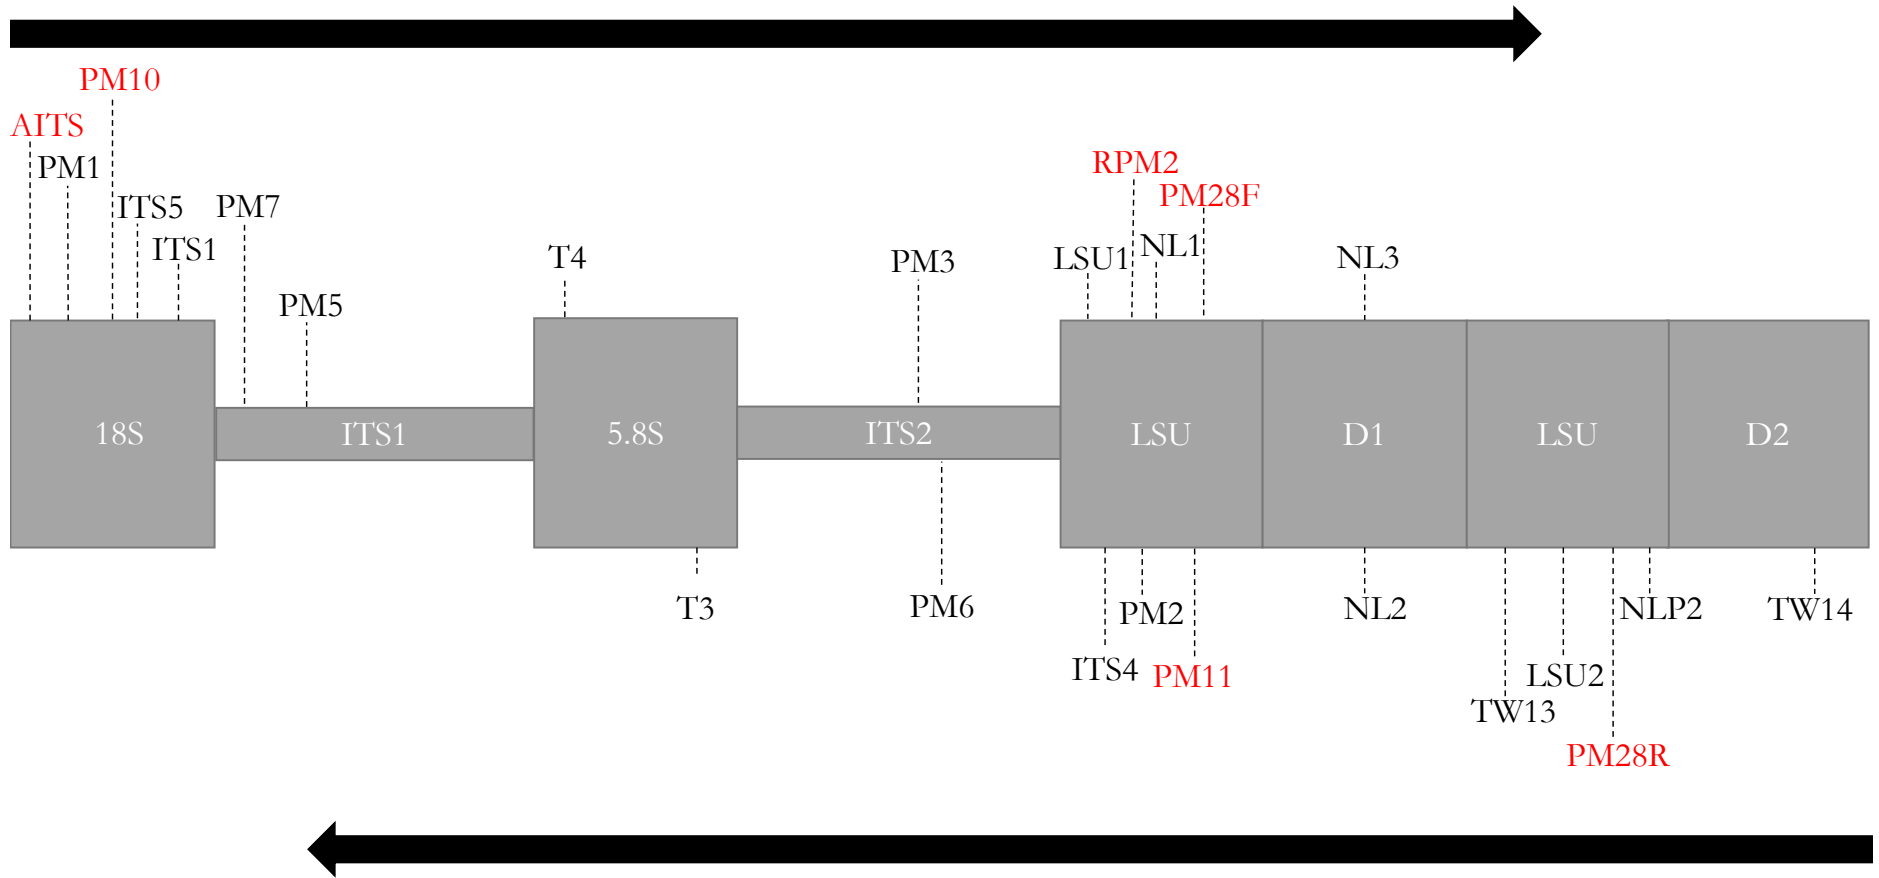 PM10
AITS
PM1
RPM2
PM28F
ITS5
PM7
ITS1
T4
PM3
LSU1
NL1
NL3
PM5
18S
ITS1
5.8S
ITS2
LSU
D1
LSU
D2
T3
PM6
PM2
NL2
NLP2
TW14
ITS4
PM11
LSU2
TW13
PM28R